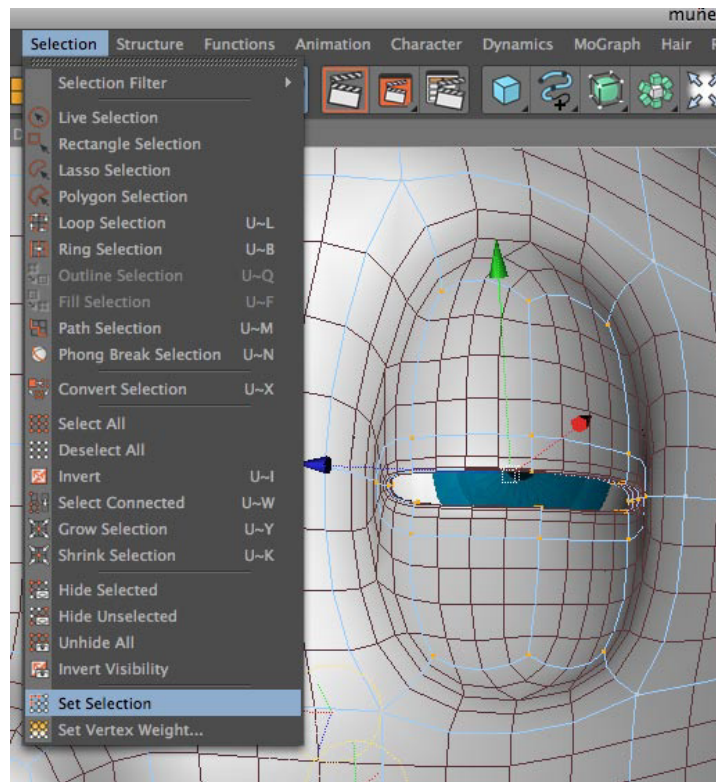 muñe
Selection Structure Functions Animation Character Dynamics MoGraph Hair
Selection Filter
Live Selection
Rectangle Selection
Lasso Selection
Polygon Selection
Loop Selection U~L
Ring Selection U~B
Outline Selection U~Q
Fill Selection U~F
Path Selection U~M
Phong Break Selection U~N
Convert Selection U~X
Select All
Deselect All
Invert U~I
Select Connected U~W
Grow Selection U~Y
Shrink Selection U~K
Hide Selected
Hide Unselected
Unhide All
Invert Visibility
Set Selection
Set Vertex Weight...